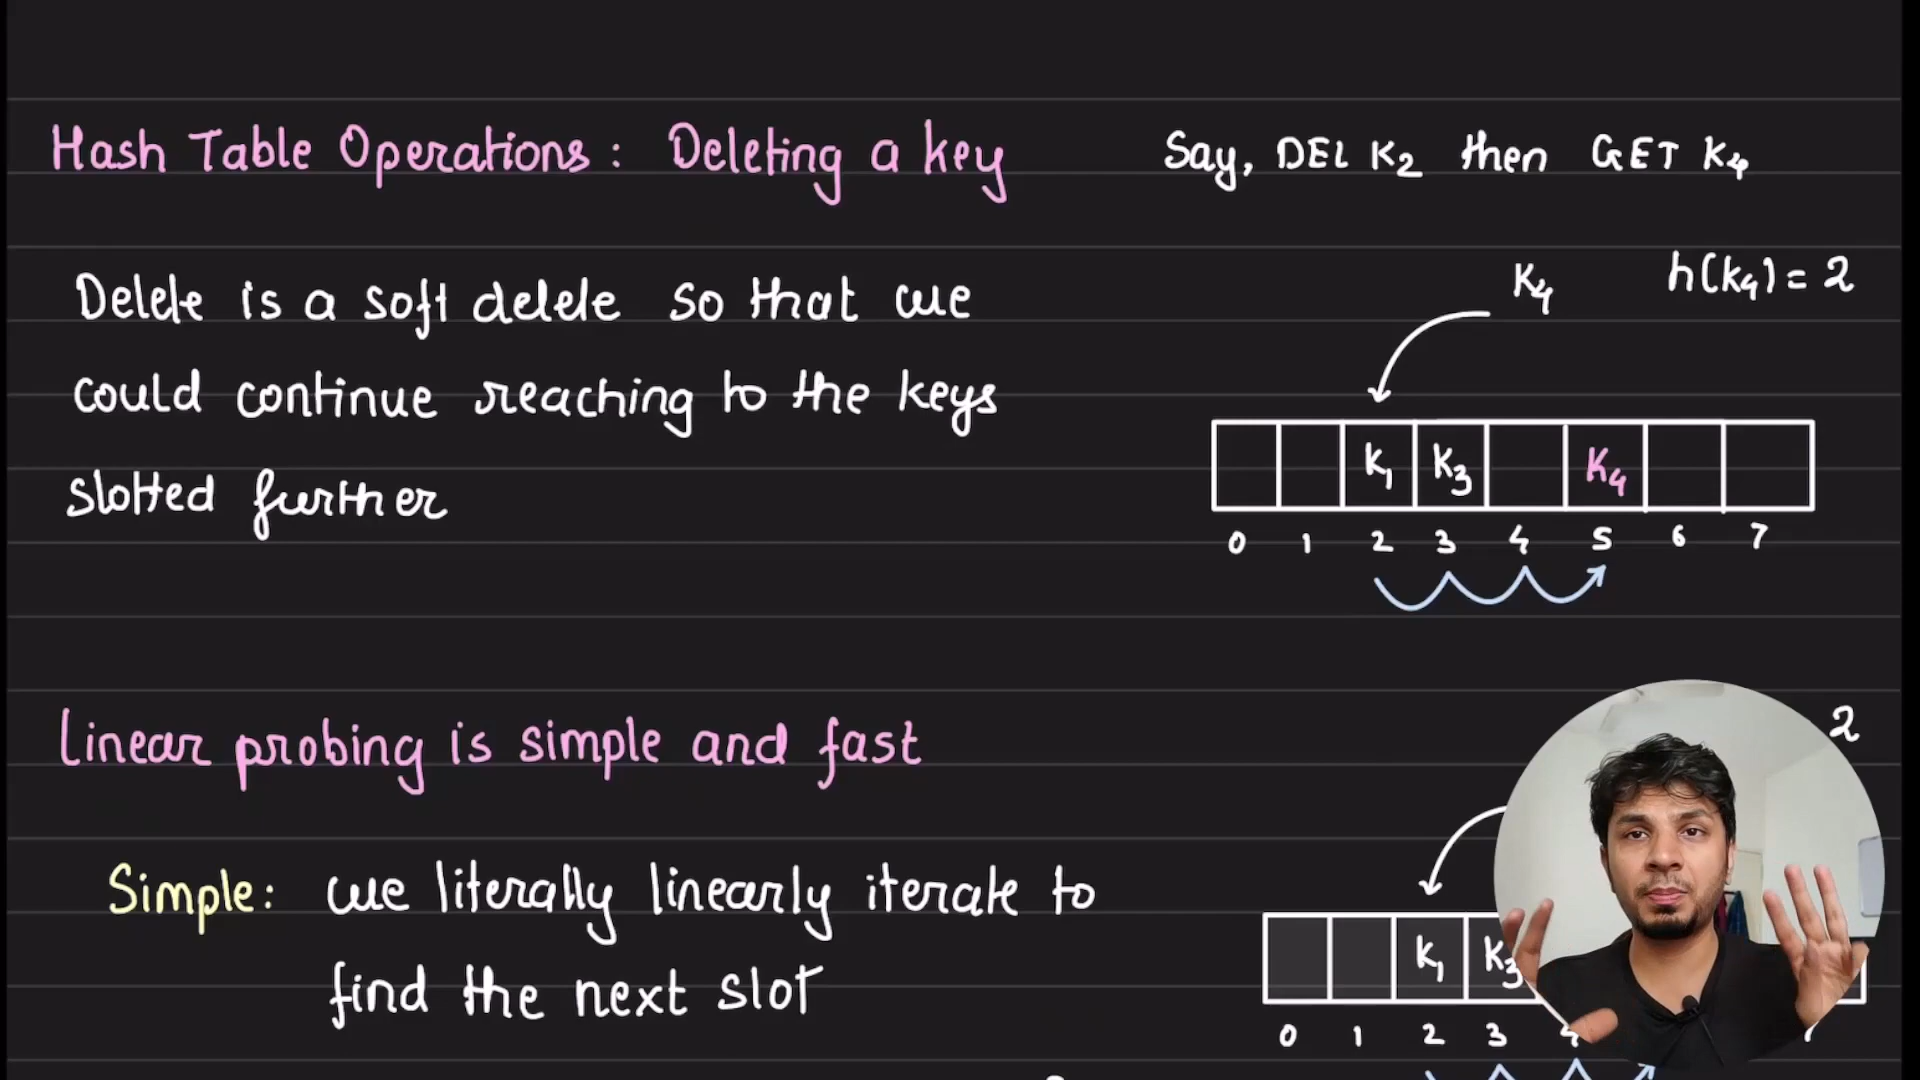 Hash Table Operations: Deleting a key
Say, DEL K2 then GET K4
Delete is a soft delete so that we
could continue reaching to the keys
slotted further
K4 h(K4) = 2
K1 K3 K4
0 1 2 3 4 5 6 7
Linear probing is simple and fast
2
Simple: we literally linearly iterate to
find the next slot
K1 K3
0 1 2 3